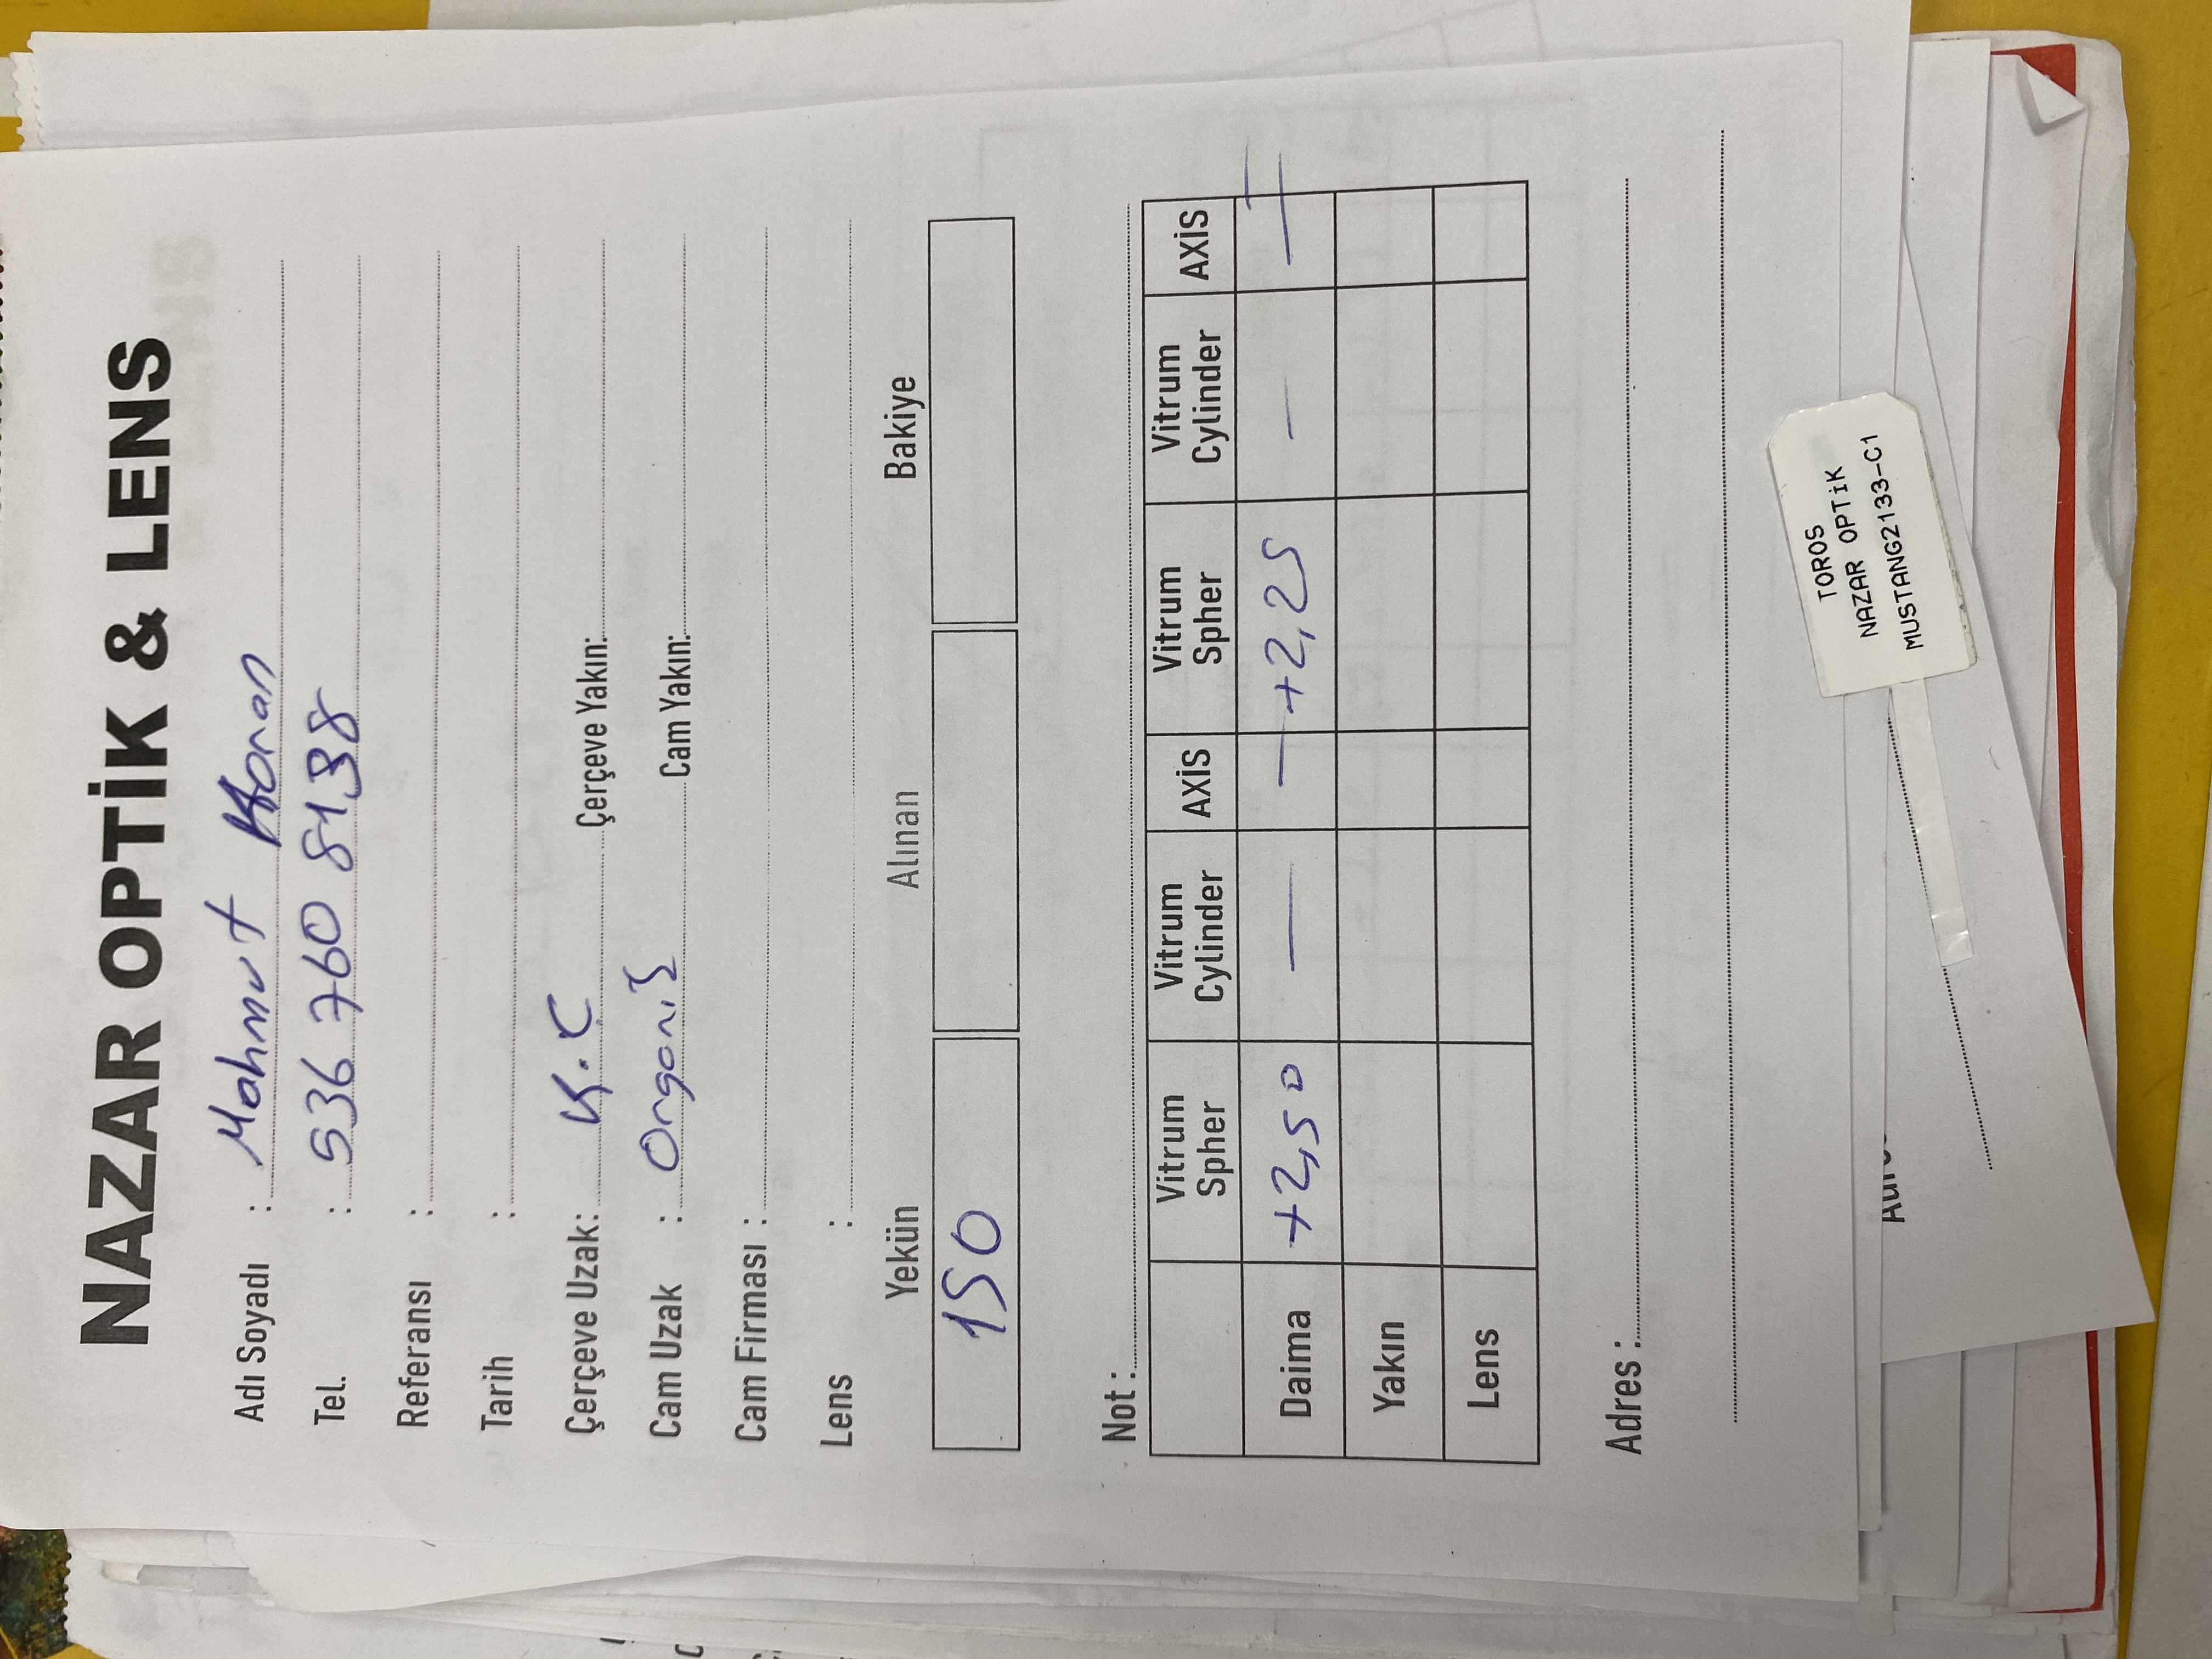 NAZAR OPTİK & LENS
Adı Soyadı : Mahmut Horan
Tel. : 536 760 8138
Referansı :
Tarih :
Çerçeve Uzak: K.Ç Çerçeve Yakın:
Cam Uzak : Organik Cam Yakın:
Cam Firması :
Lens :
Yekün Alınan Bakiye
150
Not :
Vitrum Spher Vitrum Cylinder AXİS Vitrum Spher Vitrum Cylinder AXİS
Daima +2,50 — — +2,25 — —
Yakın
Lens
Adres :
TOROS
NAZAR OPTİK
MUSTANG2133-C1